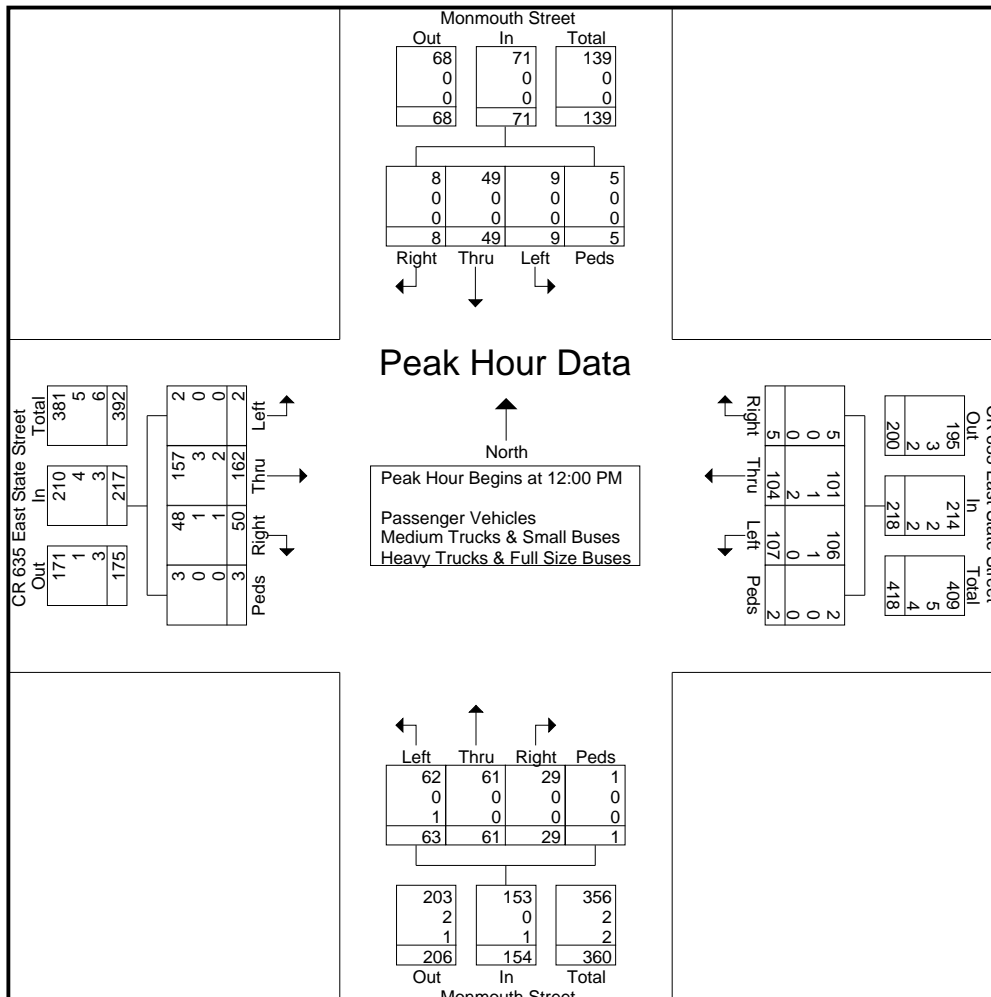 Monmouth Street
Out In Total
68 71 139
0 0 0
0 0 0
68 71 139
8 49 9 5
0 0 0 0
0 0 0 0
8 49 9 5
Right Thru Left Peds
Peak Hour Data
North
Peak Hour Begins at 12:00 PM
Passenger Vehicles
Medium Trucks & Small Buses
Heavy Trucks & Full Size Buses
CR 635 East State Street
Out In Total
171 210 381
1 4 5
3 3 6
175 217 392
3 48 157 2
0 1 3 0
0 1 2 0
3 50 162 2
Peds Right Thru Left
CR 635 East State Street
Out In Total
195 214 409
3 2 5
2 2 4
200 218 418
5 101 106 2
0 1 1 0
0 2 0 0
5 104 107 2
Right Thru Left Peds
Left Thru Right Peds
62 61 29 1
0 0 0 0
1 0 0 0
63 61 29 1
203 153 356
2 0 2
1 1 2
206 154 360
Out In Total
Monmouth Street